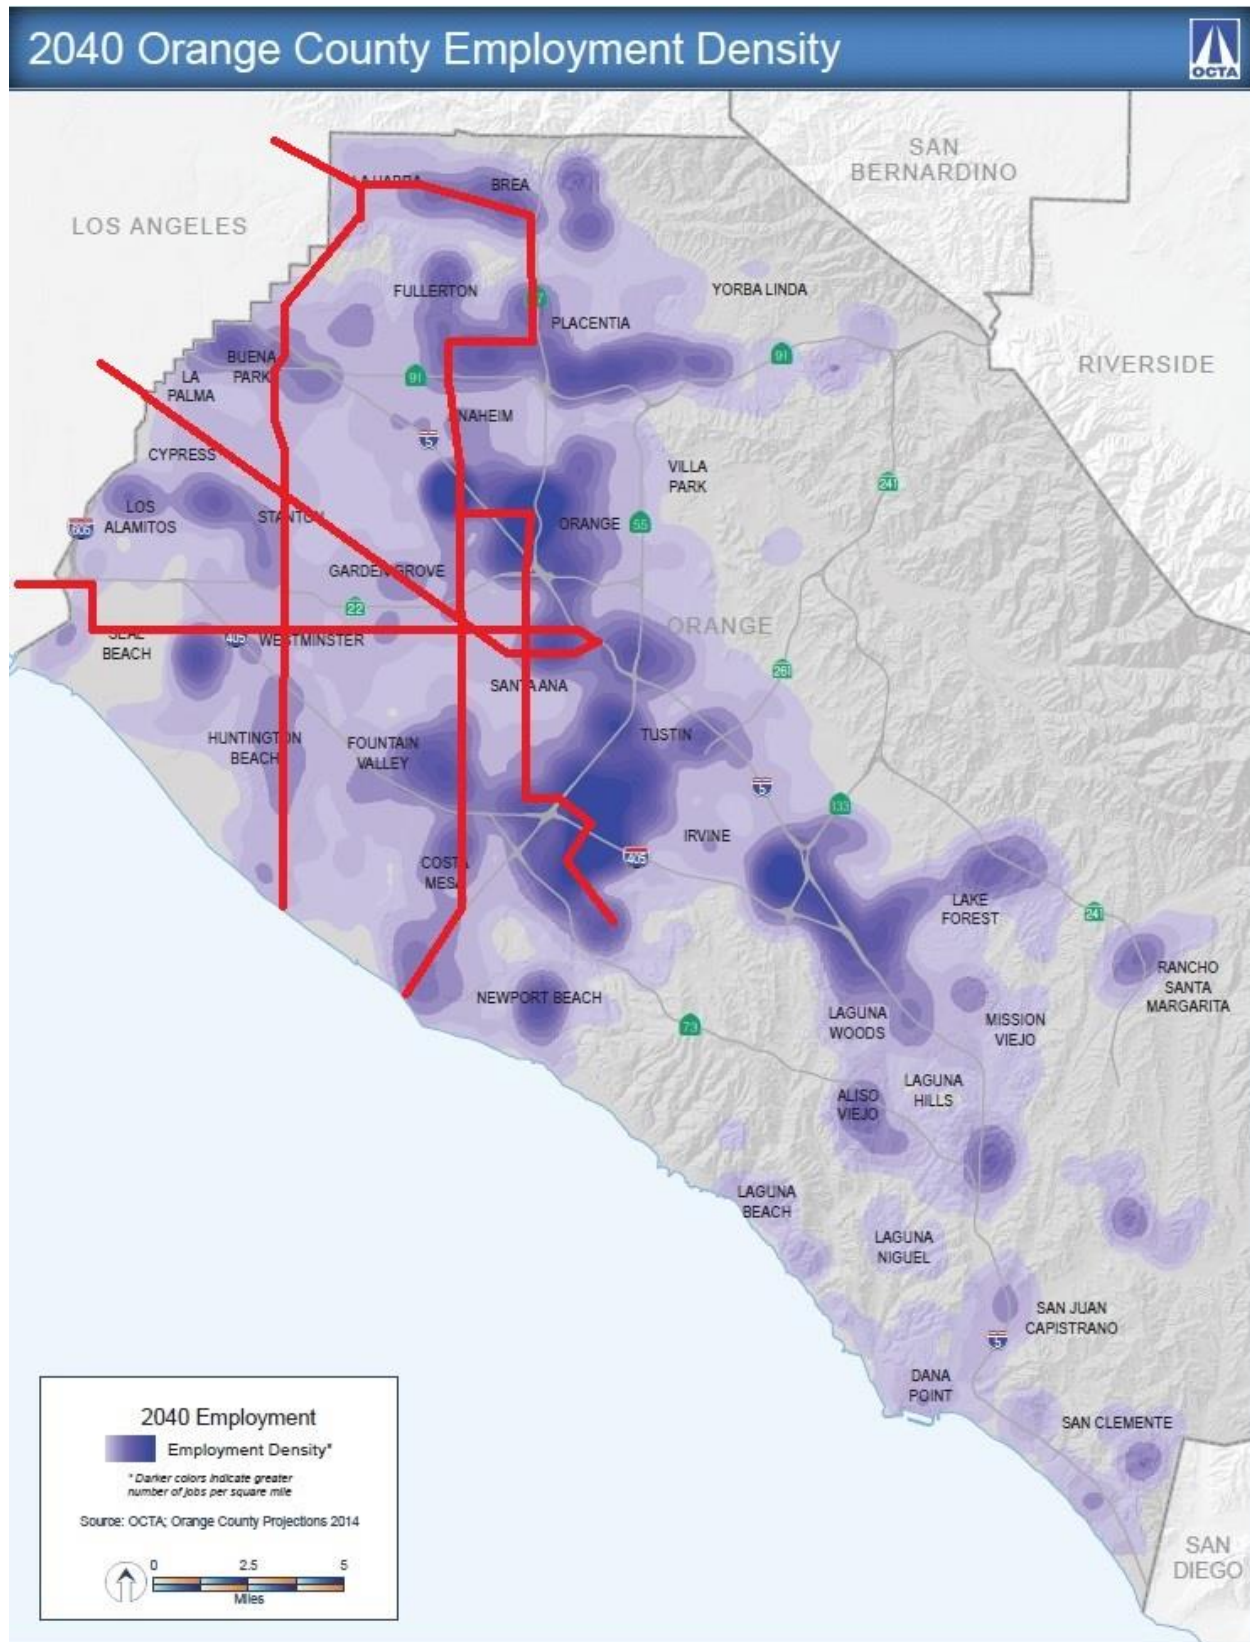 2040 Orange County Employment Density
OCTA
SAN
BERNARDINO
LOS ANGELES
BREA
FULLERTON
YORBA LINDA
PLACENTIA
91
RIVERSIDE
BUENA
PARK
LA
PALMA
91
5
CYPRESS
VILLA
PARK
241
LOS
ALAMITOS
605
ORANGE
55
GARDEN GROVE
22
ORANGE
405
WESTMINSTER
BEACH
261
SANTA ANA
HUNTINGTON
BEACH
FOUNTAIN
VALLEY
TUSTIN
5
133
IRVINE
405
COSTA
MESA
LAKE
FOREST
241
RANCHO
SANTA
MARGARITA
NEWPORT BEACH
73
LAGUNA
WOODS
MISSION
VIEJO
LAGUNA
HILLS
ALISO
VIEJO
LAGUNA
BEACH
LAGUNA
NIGUEL
SAN JUAN
CAPISTRANO
5
DANA
POINT
SAN CLEMENTE
SAN
DIEGO
2040 Employment
Employment Density*
* Darker colors indicate greater
number of jobs per square mile
Source: OCTA; Orange County Projections 2014
0 2.5 5
Miles